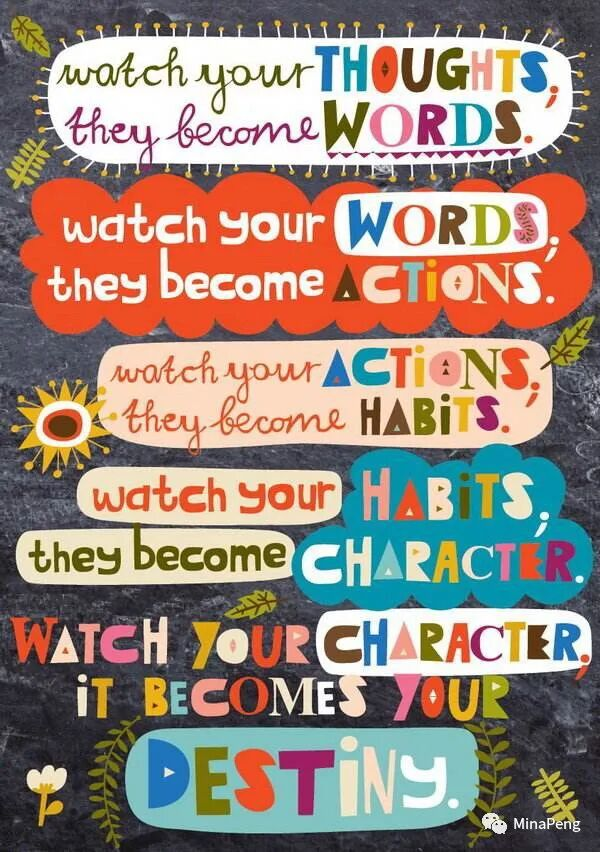 watch your THOUGHTS;
they become WORDS.
watch your WORDS;
they become ACTIONS.
watch your ACTIONS;
they become HABiTS.
watch your HABiTS;
they become CHARACTER.
WATCH YOUR CHARACTER;
iT BECOMES YOUR
DESTiNY.
MinaPeng